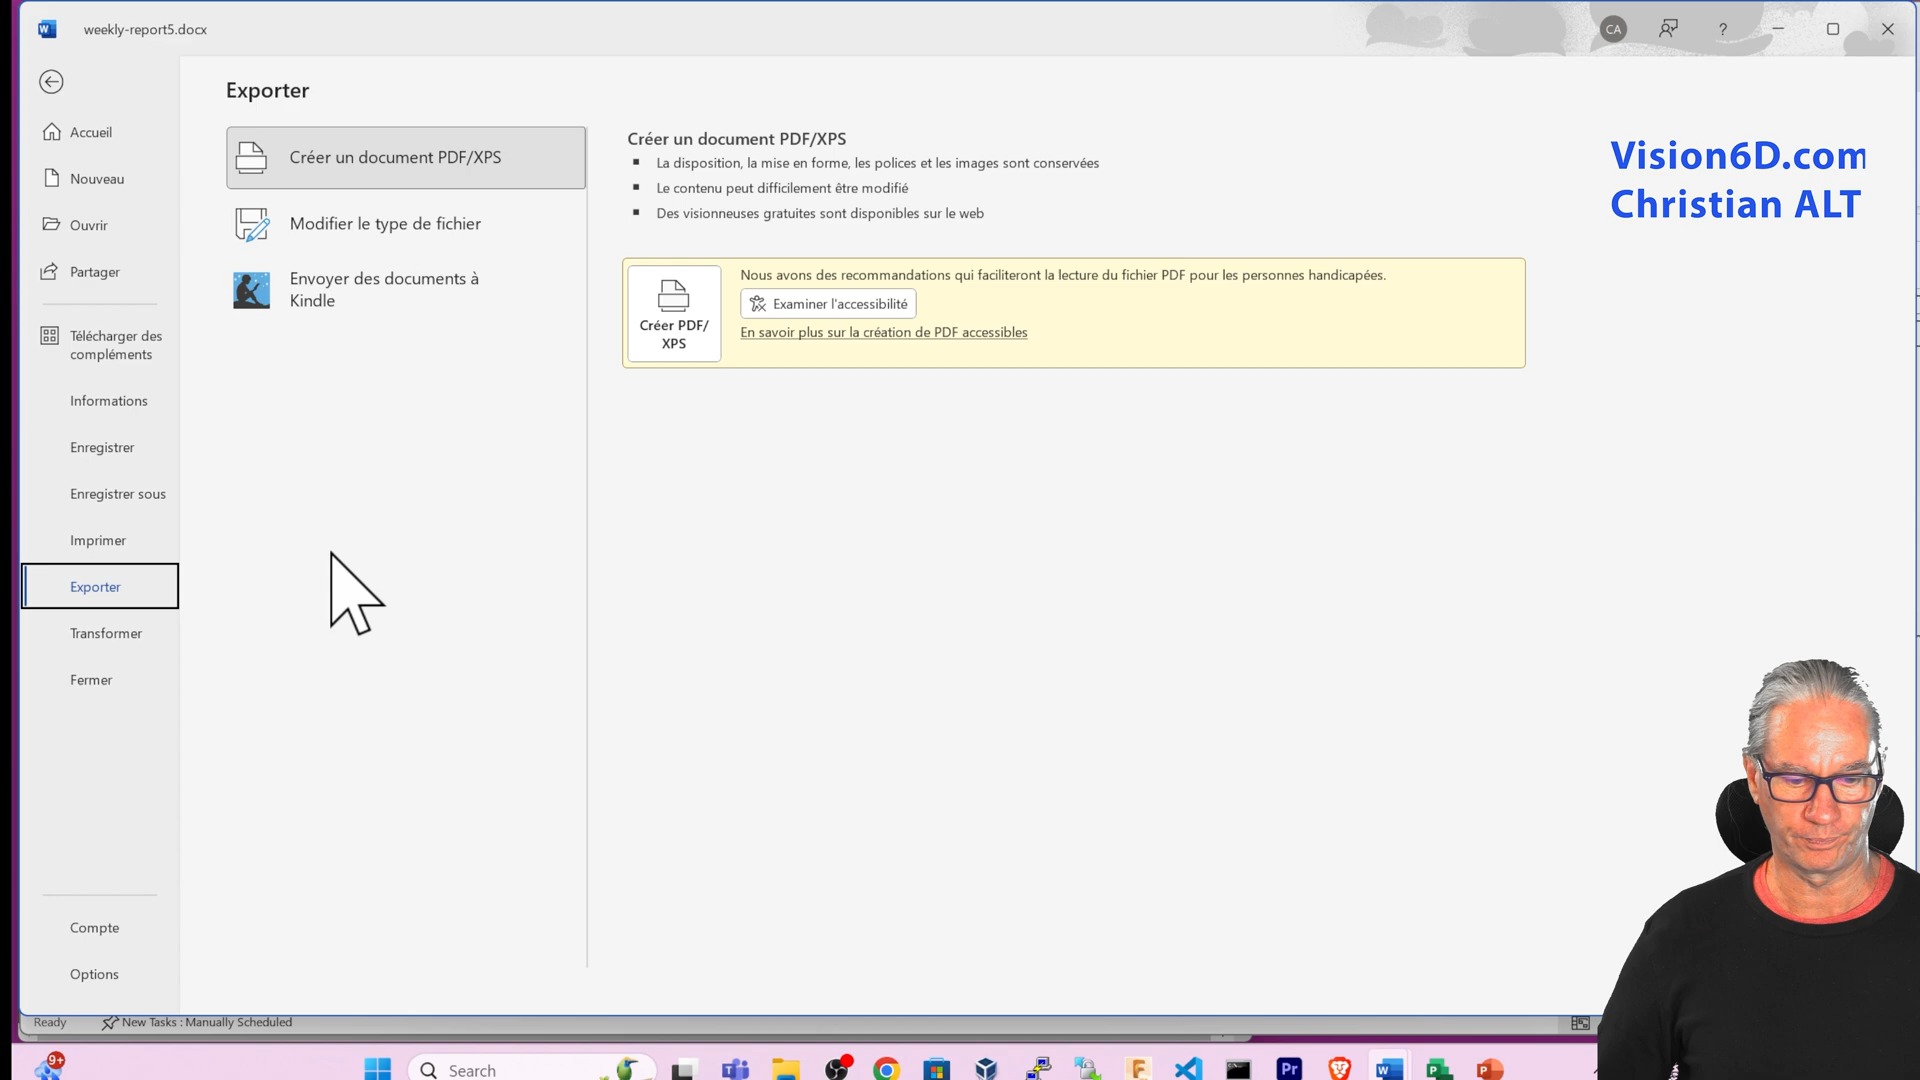 weekly-report5.docx
CA
?
Exporter
Accueil
Nouveau
Ouvrir
Partager
Télécharger des
compléments
Informations
Enregistrer
Enregistrer sous
Imprimer
Exporter
Transformer
Fermer
Compte
Options
Créer un document PDF/XPS
Modifier le type de fichier
Envoyer des documents à
Kindle
Créer un document PDF/XPS
La disposition, la mise en forme, les polices et les images sont conservées
Le contenu peut difficilement être modifié
Des visionneuses gratuites sont disponibles sur le web
Créer PDF/
XPS
Nous avons des recommandations qui faciliteront la lecture du fichier PDF pour les personnes handicapées.
Examiner l'accessibilité
En savoir plus sur la création de PDF accessibles
Vision6D.com
Christian ALT
Ready
New Tasks : Manually Scheduled
9+
Search